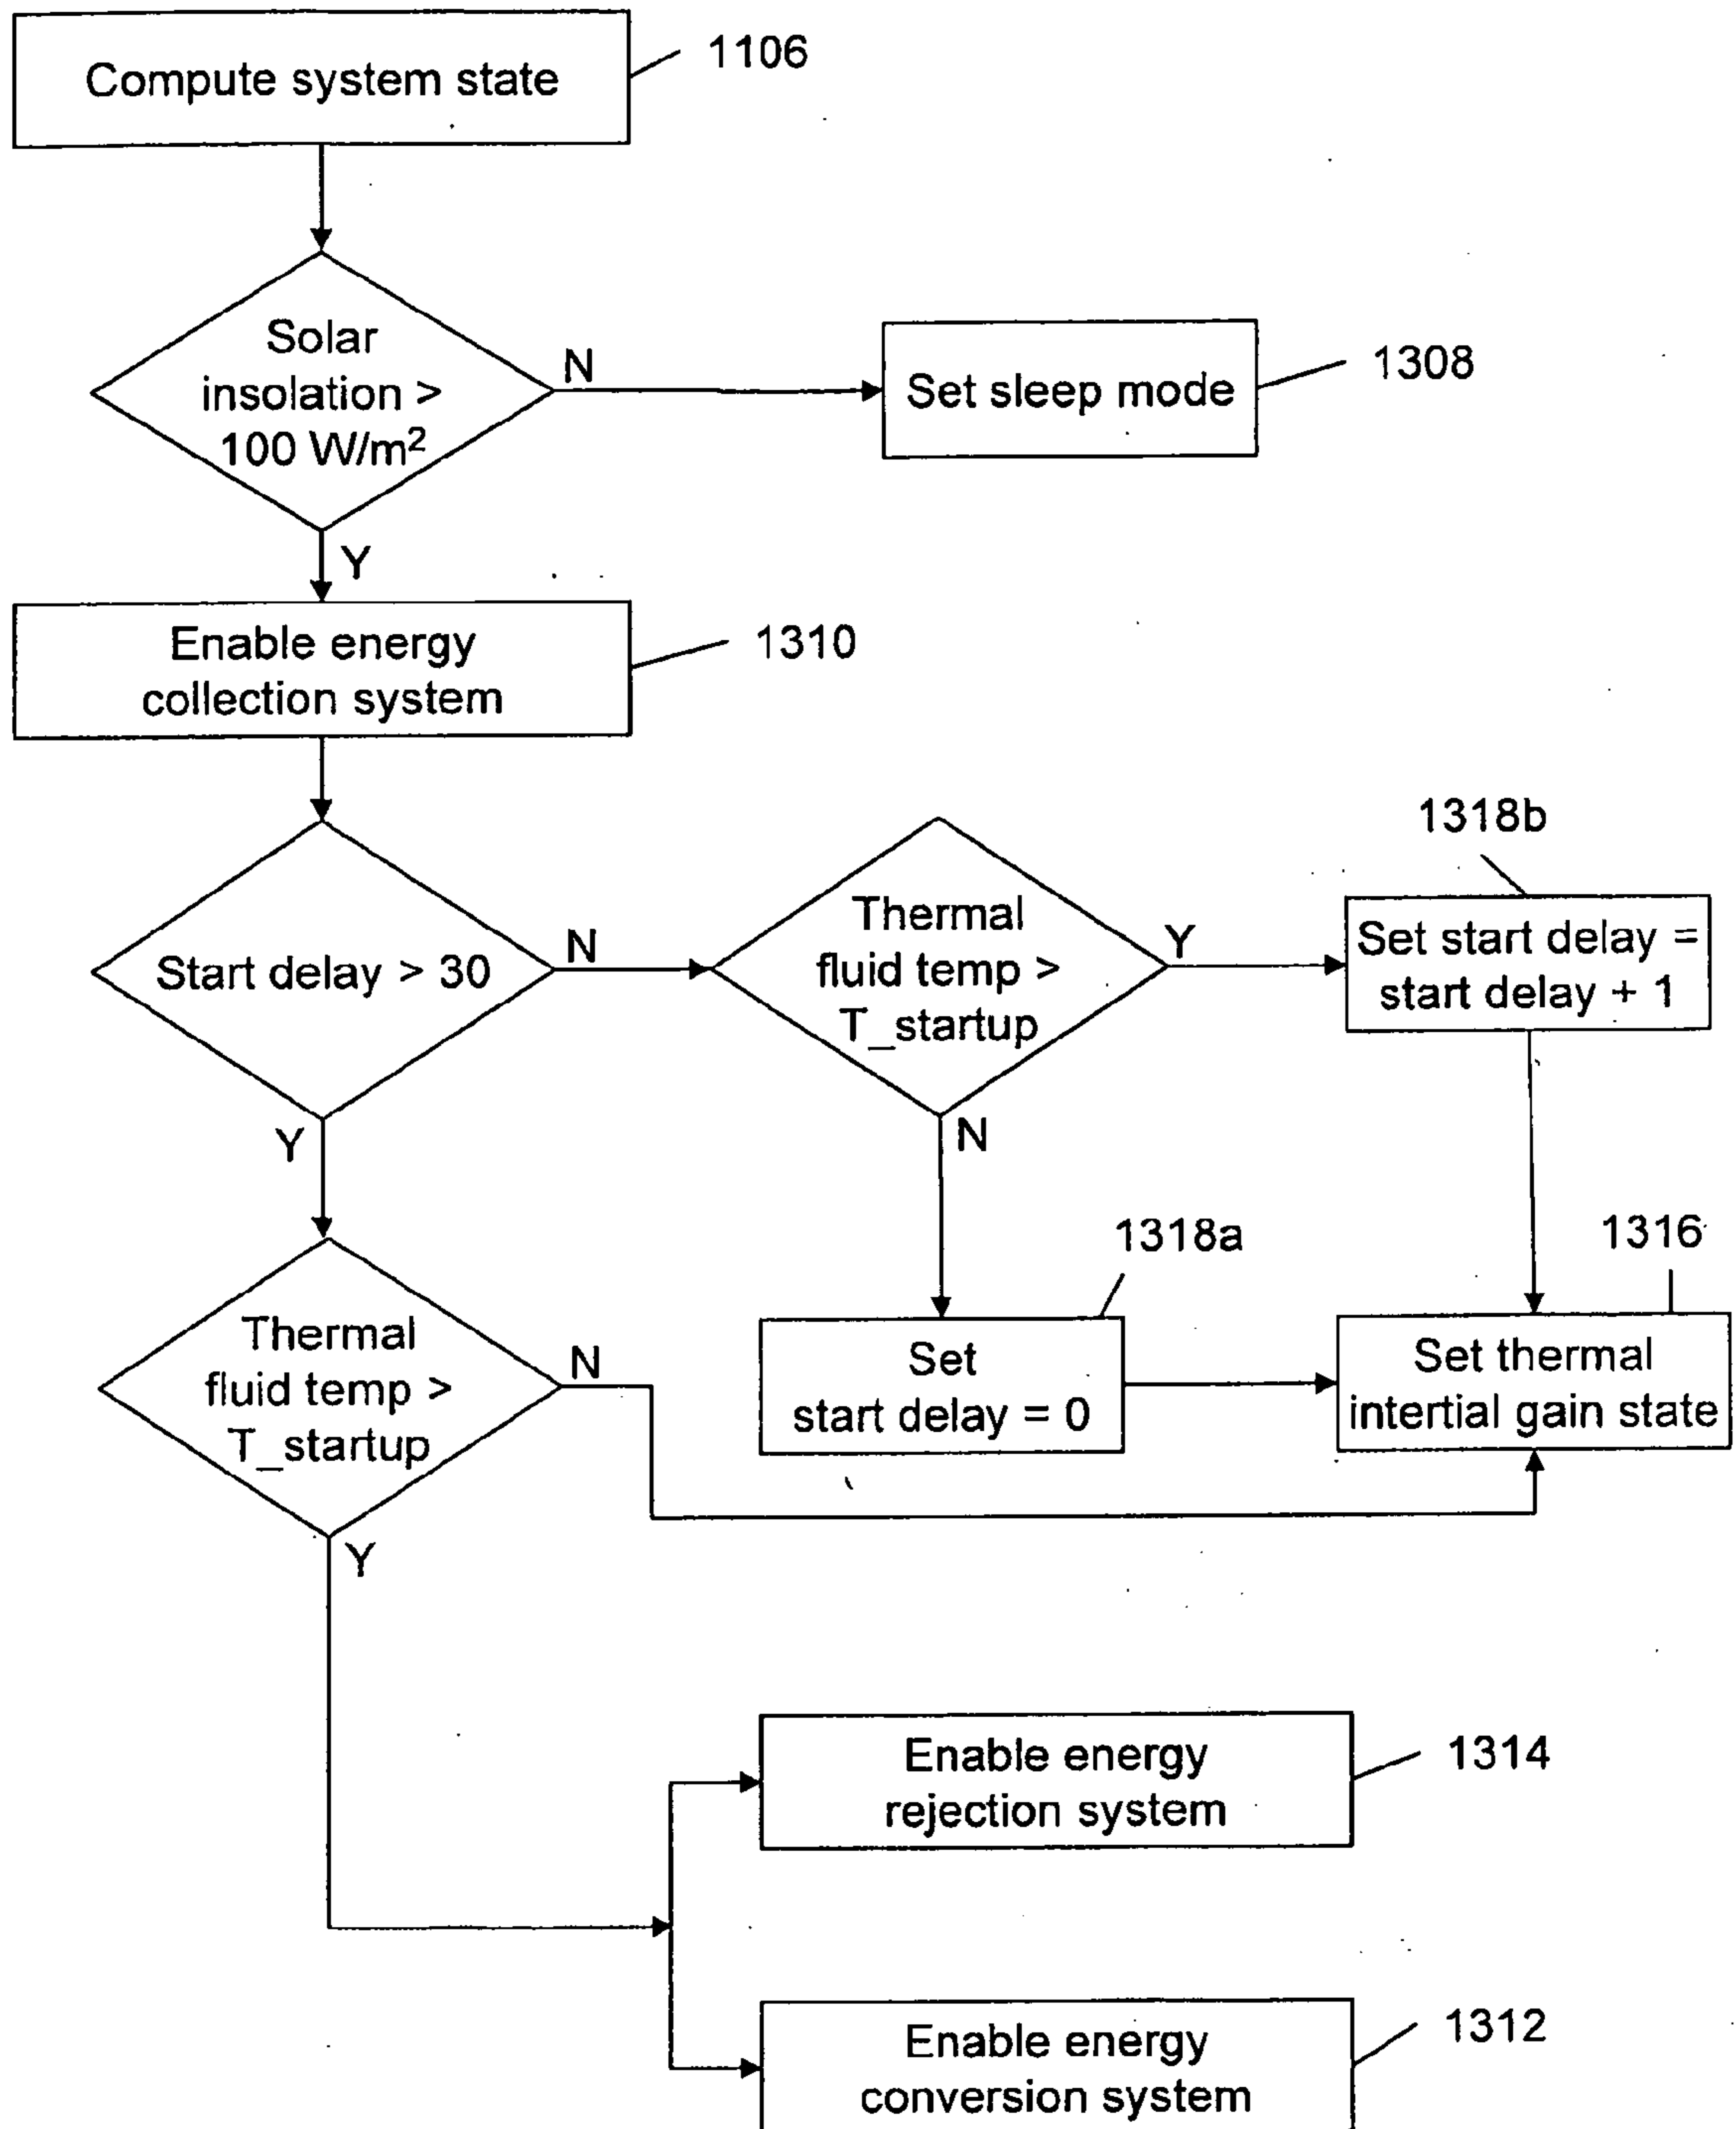 Compute system state
1106
Solar
insolation >
100 W/m²
N
Set sleep mode
1308
Y
Enable energy
collection system
1310
Start delay > 30
N
Thermal
fluid temp >
T_startup
Y
1318b
Set start delay =
start delay + 1
Y
N
1318a
1316
Thermal
fluid temp >
T_startup
N
Set
start delay = 0
Set thermal
intertial gain state
Y
Enable energy
rejection system
1314
Enable energy
conversion system
1312